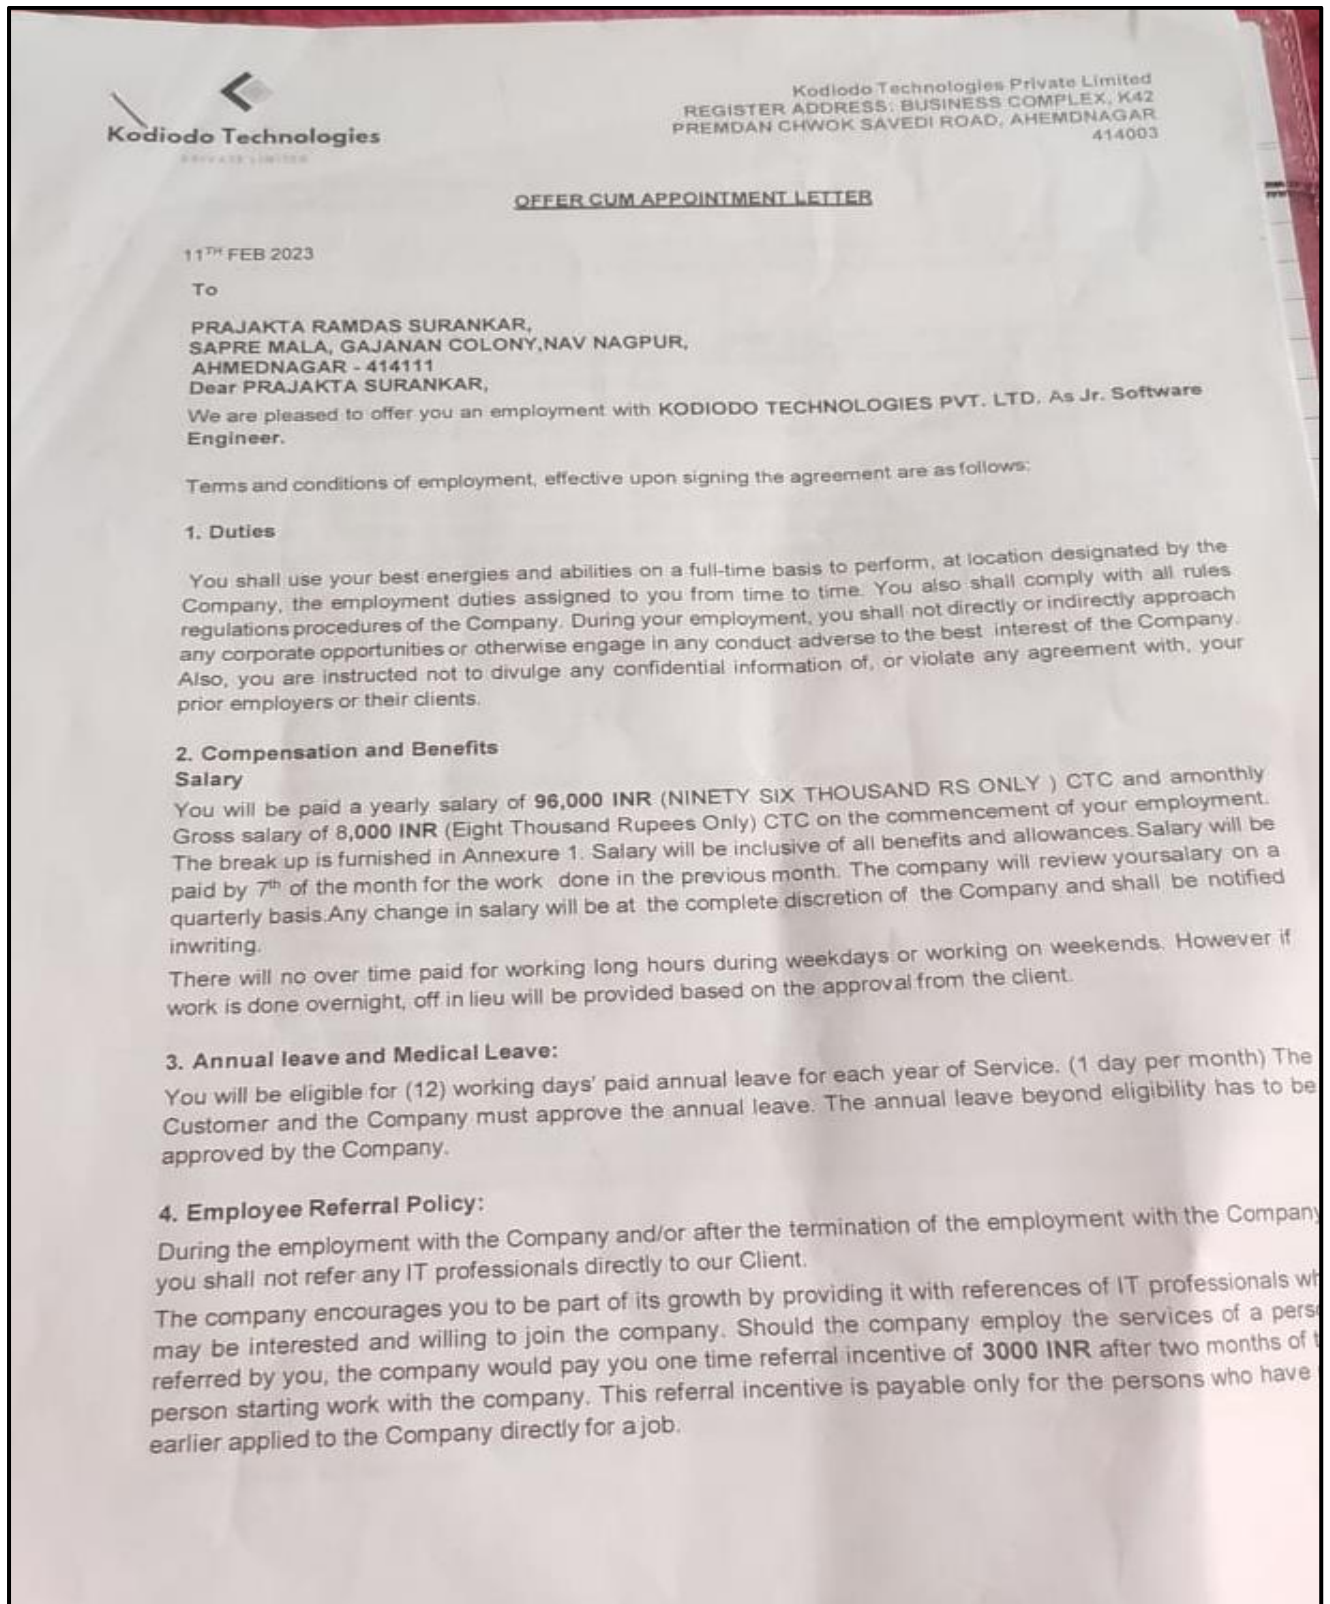 Kodiodo Technologies
PRIVATE LIMITED
Kodiodo Technologies Private Limited
REGISTER ADDRESS: BUSINESS COMPLEX, K42
PREMDAN CHWOK SAVEDI ROAD, AHEMDNAGAR
414003
OFFER CUM APPOINTMENT LETTER
11TH FEB 2023
To
PRAJAKTA RAMDAS SURANKAR,
SAPRE MALA, GAJANAN COLONY,NAV NAGPUR,
AHMEDNAGAR - 414111
Dear PRAJAKTA SURANKAR,
We are pleased to offer you an employment with KODIODO TECHNOLOGIES PVT. LTD. As Jr. Software
Engineer.
Terms and conditions of employment, effective upon signing the agreement are as follows:
1. Duties
You shall use your best energies and abilities on a full-time basis to perform, at location designated by the
Company, the employment duties assigned to you from time to time. You also shall comply with all rules
regulations procedures of the Company. During your employment, you shall not directly or indirectly approach
any corporate opportunities or otherwise engage in any conduct adverse to the best interest of the Company.
Also, you are instructed not to divulge any confidential information of, or violate any agreement with, your
prior employers or their clients.
2. Compensation and Benefits
Salary
You will be paid a yearly salary of 96,000 INR (NINETY SIX THOUSAND RS ONLY ) CTC and amonthly
Gross salary of 8,000 INR (Eight Thousand Rupees Only) CTC on the commencement of your employment.
The break up is furnished in Annexure 1. Salary will be inclusive of all benefits and allowances.Salary will be
paid by 7th of the month for the work done in the previous month. The company will review yoursalary on a
quarterly basis.Any change in salary will be at the complete discretion of the Company and shall be notified
inwriting.
There will no over time paid for working long hours during weekdays or working on weekends. However if
work is done overnight, off in lieu will be provided based on the approval from the client.
3. Annual leave and Medical Leave:
You will be eligible for (12) working days' paid annual leave for each year of Service. (1 day per month) The
Customer and the Company must approve the annual leave. The annual leave beyond eligibility has to be
approved by the Company.
4. Employee Referral Policy:
During the employment with the Company and/or after the termination of the employment with the Company
you shall not refer any IT professionals directly to our Client.
The company encourages you to be part of its growth by providing it with references of IT professionals wh
may be interested and willing to join the company. Should the company employ the services of a pers
referred by you, the company would pay you one time referral incentive of 3000 INR after two months of t
person starting work with the company. This referral incentive is payable only for the persons who have
earlier applied to the Company directly for a job.